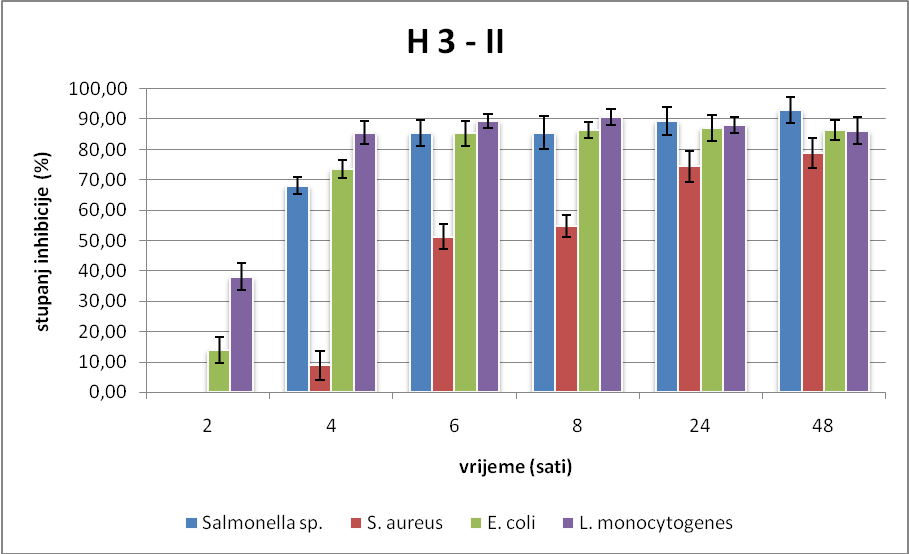 H 3 - II
100,00
90,00
80,00
70,00
60,00
50,00
40,00
30,00
20,00
10,00
0,00
stupanj inhibicije (%)
2 4 6 8 24 48
vrijeme (sati)
Salmonella sp. S. aureus E. coli L. monocytogenes